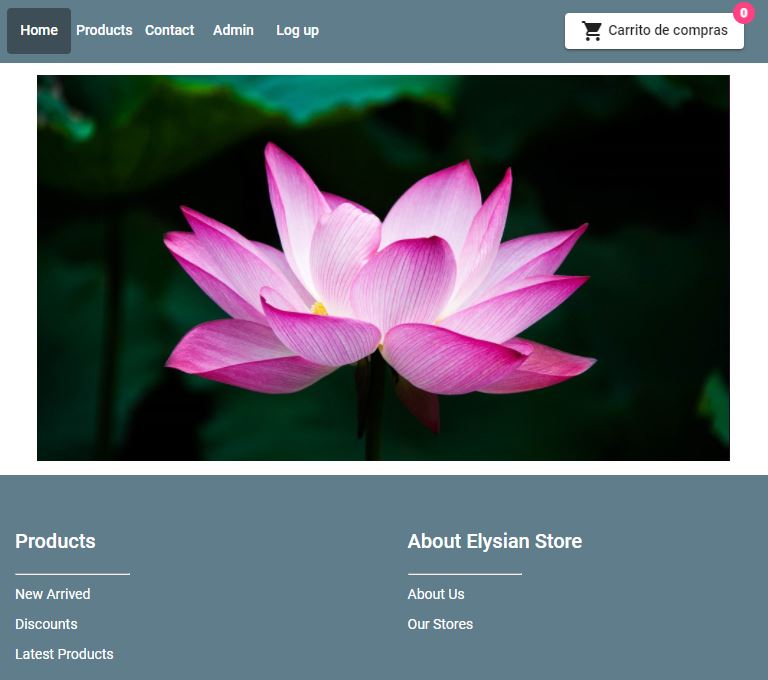 Home Products Contact Admin Log up Carrito de compras 0
Products
New Arrived
Discounts
Latest Products
About Elysian Store
About Us
Our Stores